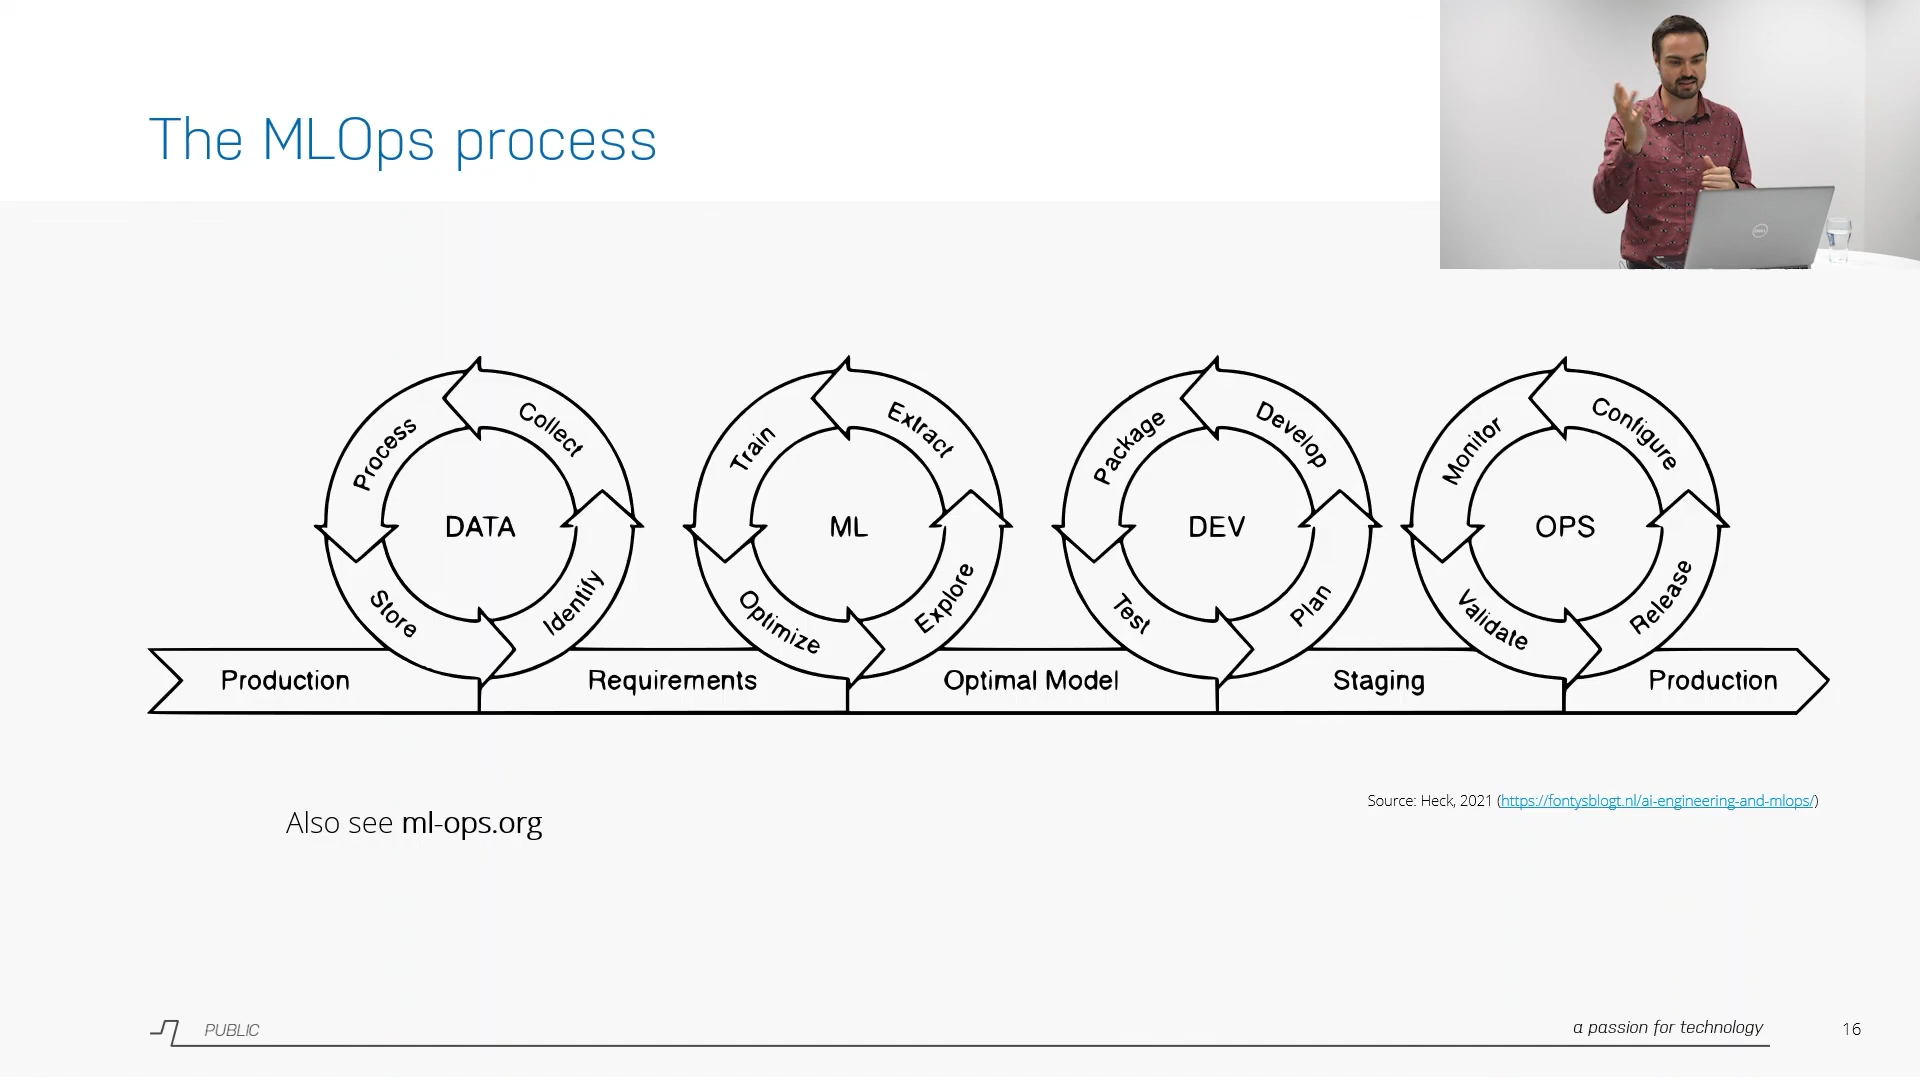 The MLOps process
Process
Collect
DATA
Store
Identify
Train
Extract
ML
Optimize
Explore
Package
Develop
DEV
Test
Plan
Monitor
Configure
OPS
Validate
Release
Production
Requirements
Optimal Model
Staging
Production
Source: Heck, 2021 (https://fontysblogt.nl/ai-engineering-and-mlops/)
Also see ml-ops.org
PUBLIC
a passion for technology
16
DELL